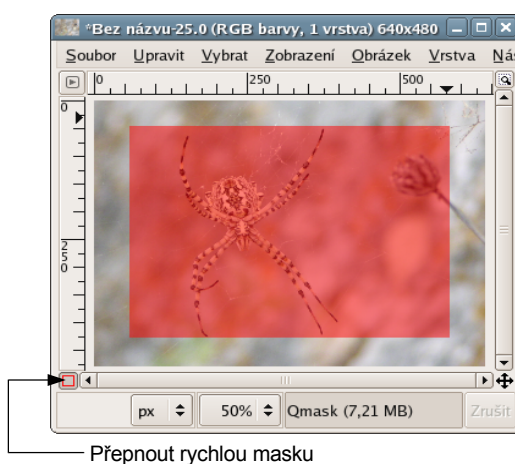 *Bez názvu-25.0 (RGB barvy, 1 vrstva) 640x480
Soubor Upravit Vybrat Zobrazení Obrázek Vrstva Nás
0 250 500
0
250
px 50% Qmask (7,21 MB) Zrušit
Přepnout rychlou masku